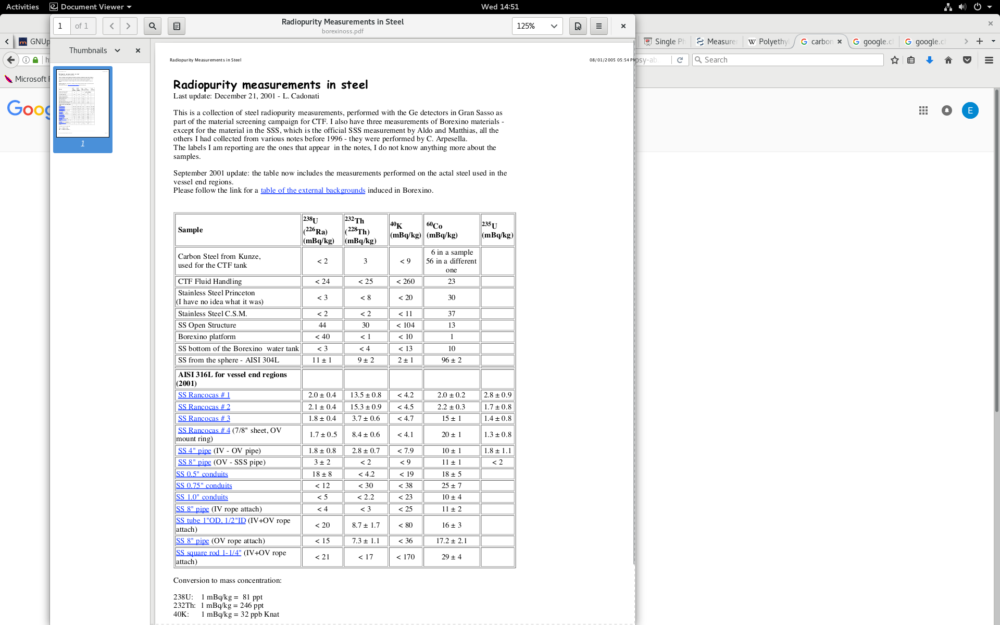 Activities Document Viewer Wed 14:51
1 of 1 Radiopurity Measurements in Steel 125%
borexinoss.pdf
GNUp Single Ph Measure Wikipedia W Polyethyl carbon google.c google.c
Thumbnails
Search
Microsoft
Goog
E
1
Radiopurity Measurements in Steel 08/01/2005 05:54 PM
Radiopurity measurements in steel
Last update: December 21, 2001 - L. Cadonati
This is a collection of steel radiopurity measurements, performed with the Ge detectors in Gran Sasso as
part of the material screening campaign for CTF. I also have three measurements of Borexino materials -
except for the material in the SSS, which is the official SSS measurement by Aldo and Matthias, all the
others I had collected from various notes before 1996 - they were performed by C. Arpesella.
The labels I am reporting are the ones that appear in the notes, I do not know anything more about the
samples.
September 2001 update: the table now includes the measurements performed on the actal steel used in the
vessel end regions.
Please follow the link for a table of the external backgrounds induced in Borexino.
Sample 238U (226Ra) (mBq/kg) 232Th (228Th) (mBq/kg) 40K (mBq/kg) 60Co (mBq/kg) 235U (mBq/kg)
Carbon Steel from Kunze, used for the CTF tank < 2 3 < 9 6 in a sample 56 in a different one
CTF Fluid Handling < 24 < 25 < 260 23
Stainless Steel Princeton (I have no idea what it was) < 3 < 8 < 20 30
Stainless Steel C.S.M. < 2 < 2 < 11 37
SS Open Structure 44 30 < 104 13
Borexino platform < 40 < 1 < 10 1
SS bottom of the Borexino water tank < 3 < 4 < 13 10
SS from the sphere - AISI 304L 11 ± 1 9 ± 2 2 ± 1 96 ± 2
AISI 316L for vessel end regions (2001)
SS Rancocas # 1 2.0 ± 0.4 13.5 ± 0.8 < 4.2 2.0 ± 0.2 2.8 ± 0.9
SS Rancocas # 2 2.1 ± 0.4 15.3 ± 0.9 < 4.5 2.2 ± 0.3 1.7 ± 0.8
SS Rancocas # 3 1.8 ± 0.4 3.7 ± 0.6 < 4.7 15 ± 1 1.4 ± 0.8
SS Rancocas # 4 (7/8" sheet, OV mount ring) 1.7 ± 0.5 8.4 ± 0.6 < 4.1 20 ± 1 1.3 ± 0.8
SS 4" pipe (IV - OV pipe) 1.8 ± 0.8 2.8 ± 0.7 < 7.9 10 ± 1 1.8 ± 1.1
SS 8" pipe (OV - SSS pipe) 3 ± 2 < 2 < 9 11 ± 1 < 2
SS 0.5" conduits 18 ± 8 < 4.2 < 19 18 ± 5
SS 0.75" conduits < 12 < 30 < 38 25 ± 7
SS 1.0" conduits < 5 < 2.2 < 23 10 ± 4
SS 8" pipe (IV rope attach) < 4 < 3 < 25 11 ± 2
SS tube 1"OD, 1/2"ID (IV+OV rope attach) < 20 8.7 ± 1.7 < 80 16 ± 3
SS 8" pipe (OV rope attach) < 15 7.3 ± 1.1 < 36 17.2 ± 2.1
SS square rod 1-1/4" (IV+OV rope attach) < 21 < 17 < 170 29 ± 4
Conversion to mass concentration:
238U: 1 mBq/kg = 81 ppt
232Th: 1 mBq/kg = 246 ppt
40K: 1 mBq/kg = 32 ppb Knat